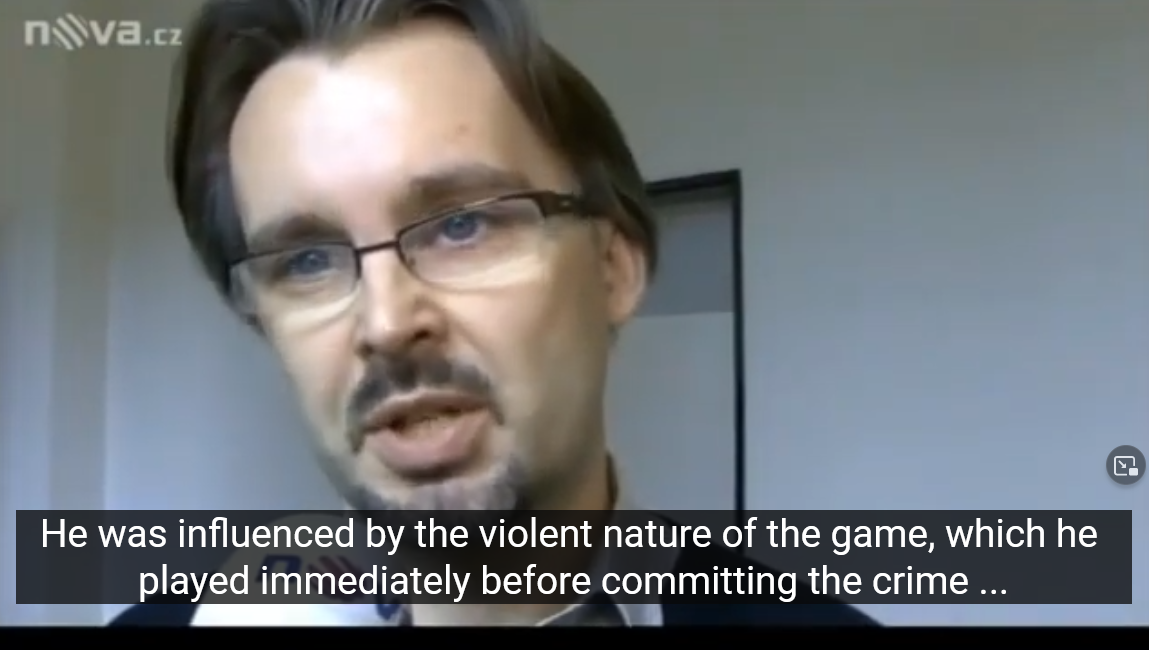 nova.cz
He was influenced by the violent nature of the game, which he
played immediately before committing the crime ...